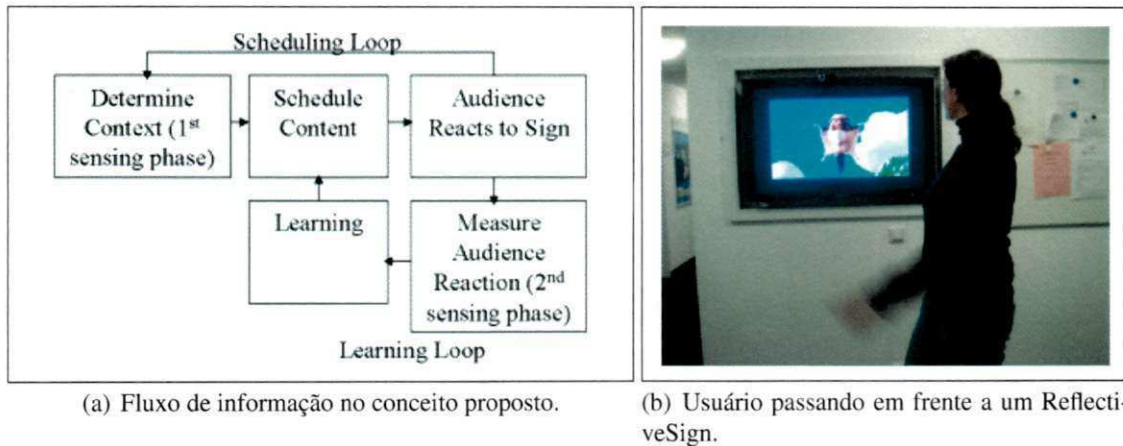 Scheduling Loop
Determine
Context (1st
sensing phase)
Schedule
Content
Audience
Reacts to Sign
Learning
Measure
Audience
Reaction (2nd
sensing phase)
Learning Loop
(a) Fluxo de informação no conceito proposto.
(b) Usuário passando em frente a um Reflecti-
veSign.